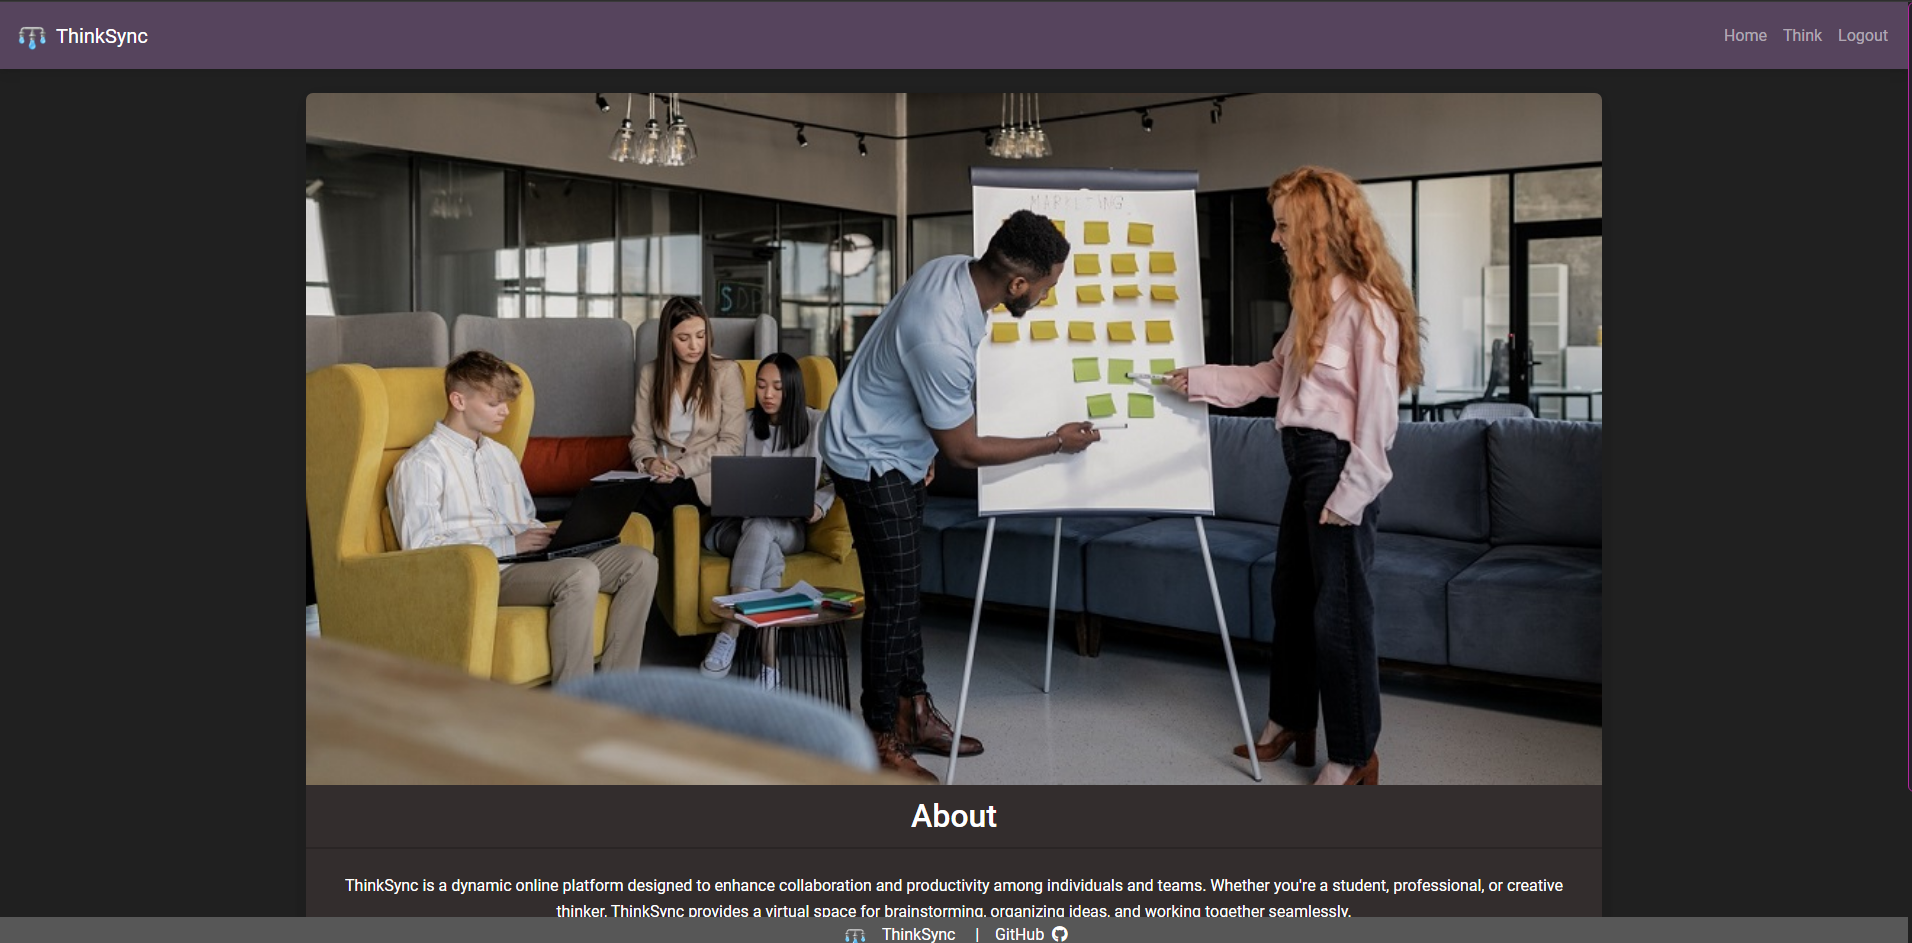 ThinkSync
Home Think Logout
MARKETING
SDP
About
ThinkSync is a dynamic online platform designed to enhance collaboration and productivity among individuals and teams. Whether you're a student, professional, or creative
thinker, ThinkSync provides a virtual space for brainstorming, organizing ideas, and working together seamlessly.
ThinkSync | GitHub